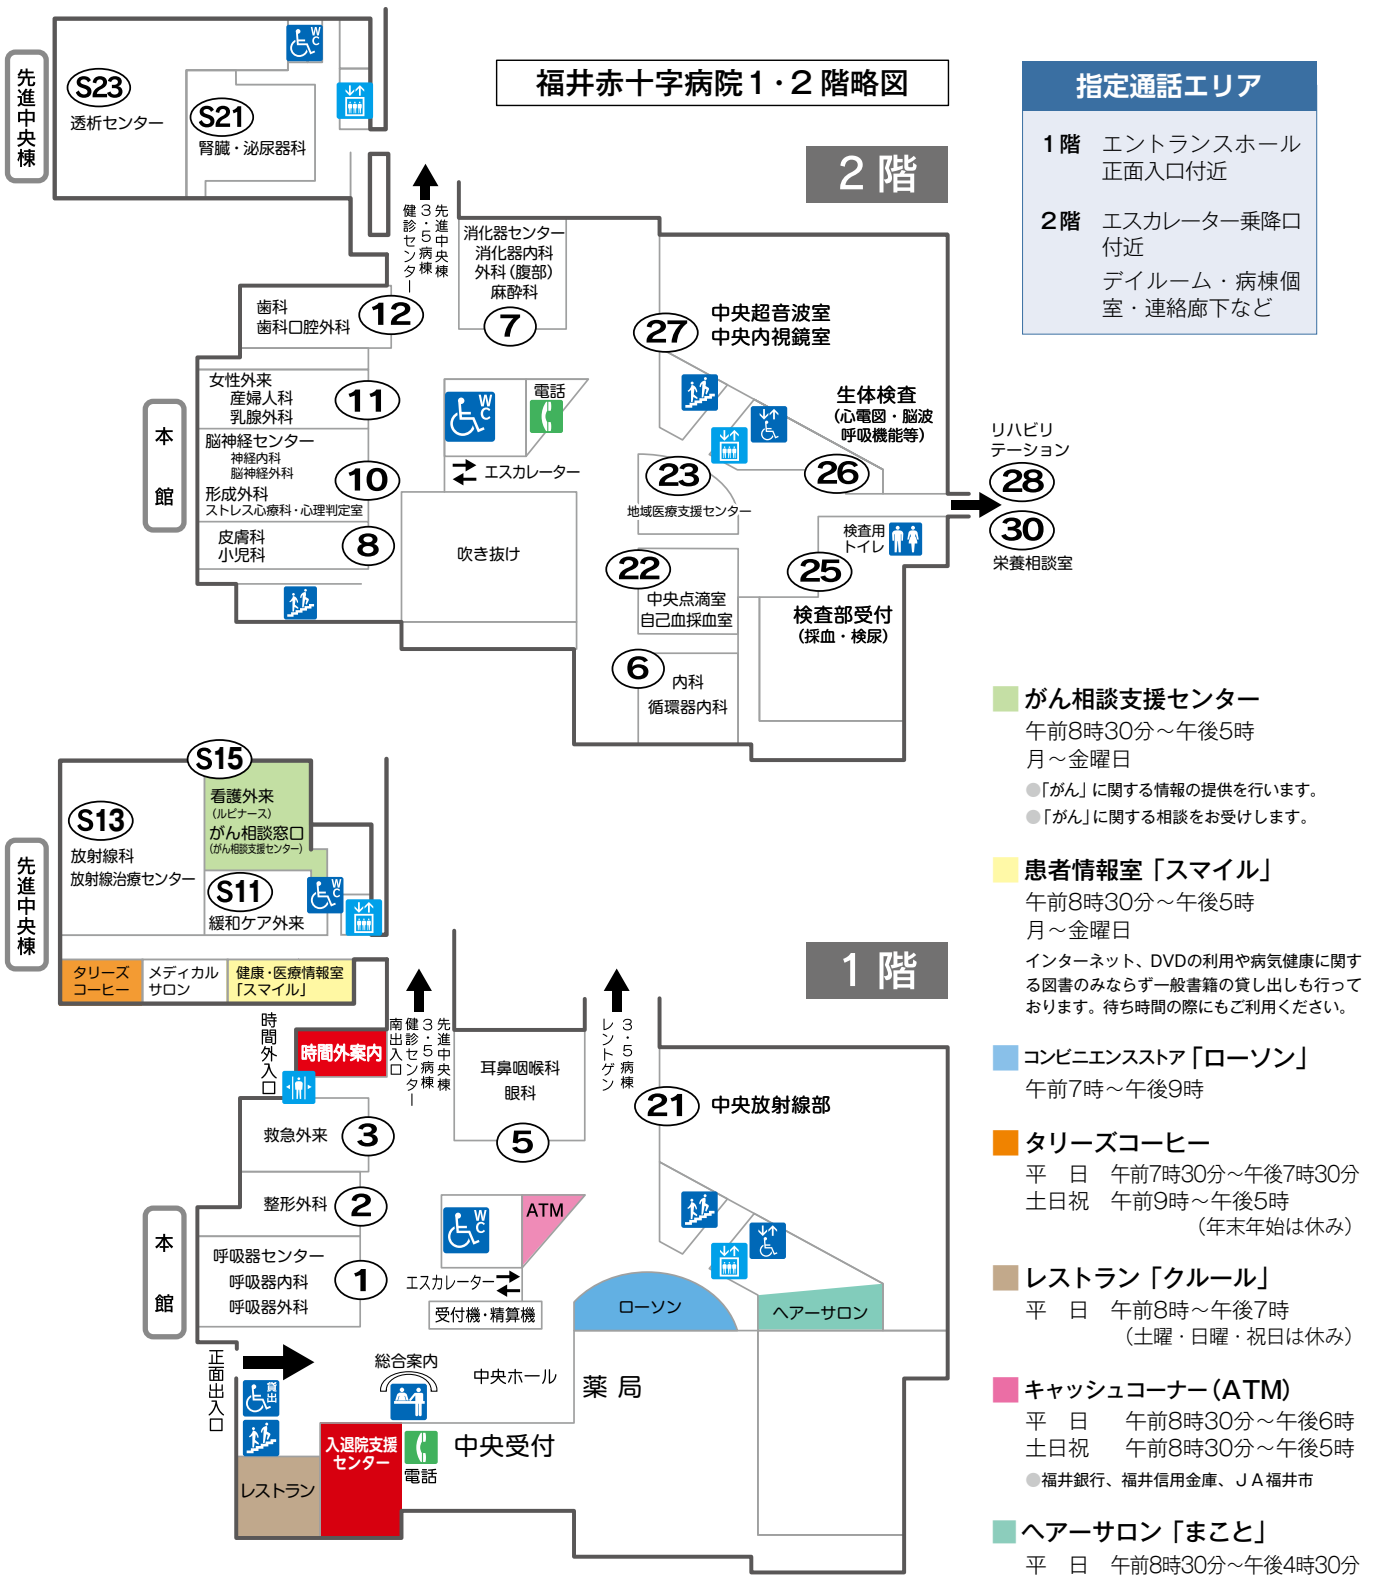 福井赤十字病院1・2階略図
指定通話エリア
1階 エントランスホール
正面入口付近
2階 エスカレーター乗降口
付近
デイルーム・病棟個
室・連絡廊下など
2階
先進中央棟
S23
透析センター
S21
腎臓・泌尿器科
WC
先進中央棟
3・5病棟
健診センター
消化器センター
消化器内科
外科(腹部)
麻酔科
7
歯科
歯科口腔外科
12
本館
女性外来
産婦人科
乳腺外科
11
脳神経センター
神経内科
脳神経外科
形成外科
ストレス心療科・心理判定室
10
皮膚科
小児科
8
WC
電話
エスカレーター
吹き抜け
27
中央超音波室
中央内視鏡室
生体検査
(心電図・脳波
呼吸機能等)
26
23
地域医療支援センター
リハビリ
テーション
28
30
栄養相談室
検査用
トイレ
25
検査部受付
(採血・検尿)
22
中央点滴室
自己血採血室
6
内科
循環器内科
1階
先進中央棟
S15
看護外来
(ルピナース)
がん相談窓口
(がん相談支援センター)
S13
放射線科
放射線治療センター
S11
緩和ケア外来
WC
タリーズ
コーヒー
メディカル
サロン
健康・医療情報室
「スマイル」
時間外入口
時間外案内
先進中央棟
3・5病棟
健診センター
南出入口
3・5病棟
レントゲン
耳鼻咽喉科
眼科
5
21
中央放射線部
救急外来
3
整形外科
2
本館
呼吸器センター
呼吸器内科
呼吸器外科
1
WC
ATM
エスカレーター
受付機・精算機
ローソン
ヘアーサロン
正面出入口
貸出
総合案内
中央ホール
薬局
中央受付
電話
入退院支援
センター
レストラン
がん相談支援センター
午前8時30分～午後5時
月～金曜日
●「がん」に関する情報の提供を行います。
●「がん」に関する相談をお受けします。
患者情報室「スマイル」
午前8時30分～午後5時
月～金曜日
インターネット、DVDの利用や病気健康に関す
る図書のみならず一般書籍の貸し出しも行って
おります。待ち時間の際にもご利用ください。
コンビニエンスストア「ローソン」
午前7時～午後9時
タリーズコーヒー
平 日 午前7時30分～午後7時30分
土日祝 午前9時～午後5時
(年末年始は休み)
レストラン「クルール」
平 日 午前8時～午後7時
(土曜・日曜・祝日は休み)
キャッシュコーナー(ATM)
平 日 午前8時30分～午後6時
土日祝 午前8時30分～午後5時
●福井銀行、福井信用金庫、JA福井市
ヘアーサロン「まこと」
平 日 午前8時30分～午後4時30分